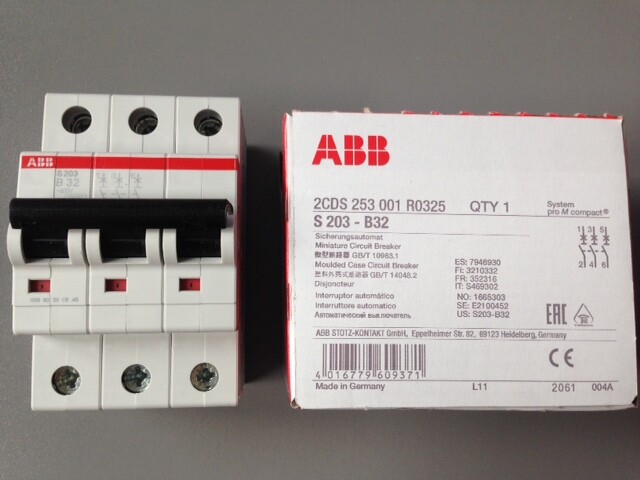 ABB
S203
B 32
ABB
2CDS 253 001 R0325 QTY 1
S 203 - B32
System
pro M compact®
Sicherungsautomat
Miniature Circuit Breaker
微型断路器 GB/T 10963.1
Moulded Case Circuit Breaker
塑料外壳式断路器 GB/T 14048.2
Disjoncteur
Interruptor automático
Interruttore automatico
Автоматический выключатель
ES: 7946930
FI: 3210332
FR: 352316
IT: S469302
NO: 1665303
SE: E2100452
US: S203-B32
1 3 5
2 4 6
EAC
ABB STOTZ-KONTAKT GmbH, Eppelheimer Str. 82, 69123 Heidelberg, Germany
4 016779 609371
CE
Made in Germany L11 2061 004A